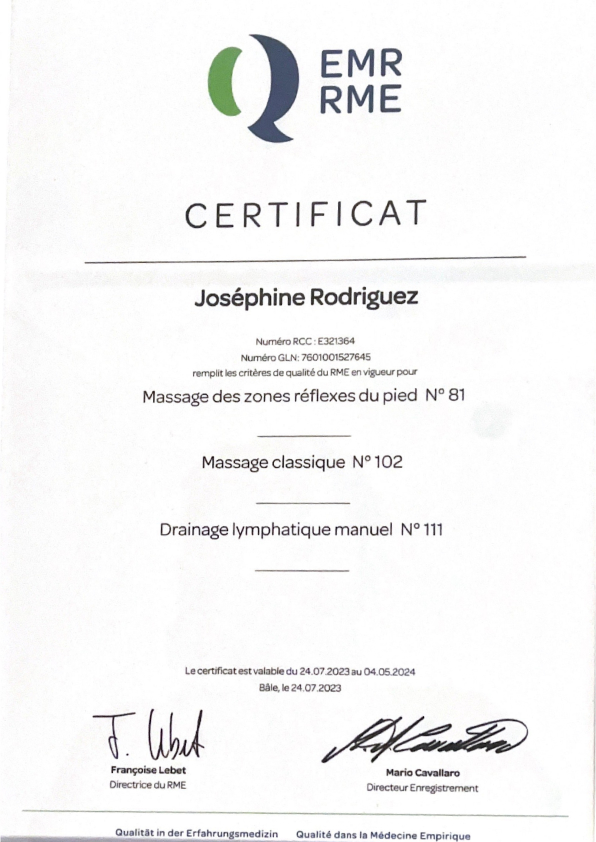 EMR
RME
CERTIFICAT
Joséphine Rodriguez
Numéro RCC : E321364
Numéro GLN: 7601001527645
remplit les critères de qualité du RME en vigueur pour
Massage des zones réflexes du pied N° 81
Massage classique N° 102
Drainage lymphatique manuel N° 111
Le certificat est valable du 24.07.2023 au 04.05.2024
Bâle, le 24.07.2023
Françoise Lebet
Directrice du RME
Mario Cavallaro
Directeur Enregistrement
Qualität in der Erfahrungsmedizin Qualité dans la Médecine Empirique